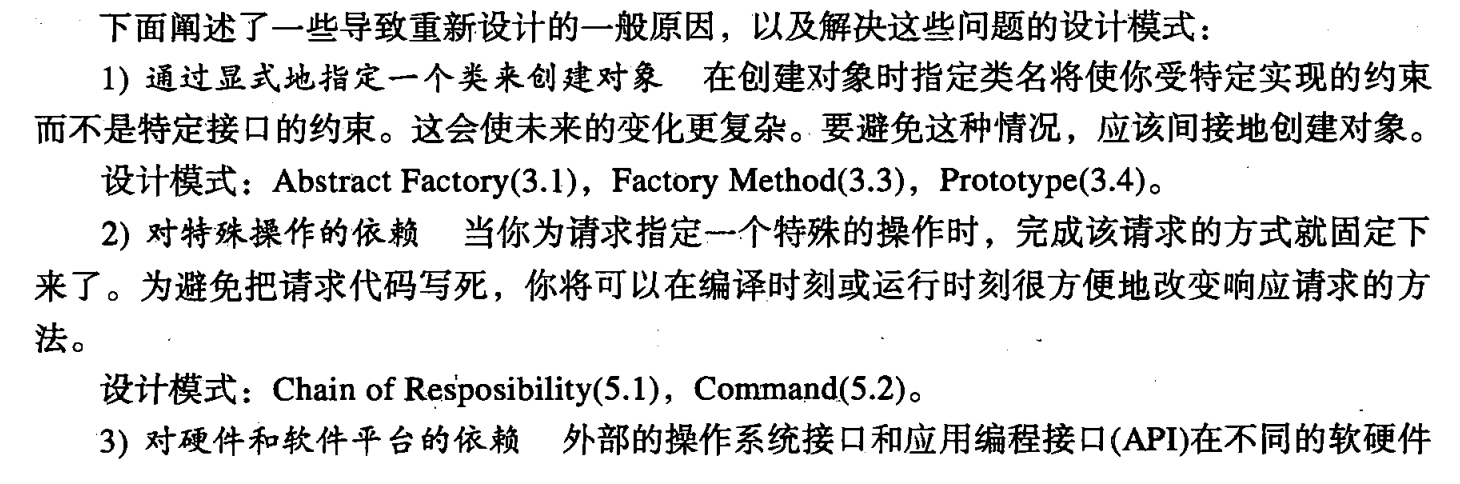 下面阐述了一些导致重新设计的一般原因，以及解决这些问题的设计模式：
1) 通过显式地指定一个类来创建对象 在创建对象时指定类名将使你受特定实现的约束
而不是特定接口的约束。这会使未来的变化更复杂。要避免这种情况，应该间接地创建对象。
设计模式：Abstract Factory(3.1)，Factory Method(3.3)，Prototype(3.4)。
2) 对特殊操作的依赖 当你为请求指定一个特殊的操作时，完成该请求的方式就固定下
来了。为避免把请求代码写死，你将可以在编译时刻或运行时刻很方便地改变响应请求的方
法。
设计模式：Chain of Resposibility(5.1)，Command(5.2)。
3) 对硬件和软件平台的依赖 外部的操作系统接口和应用编程接口(API)在不同的软硬件